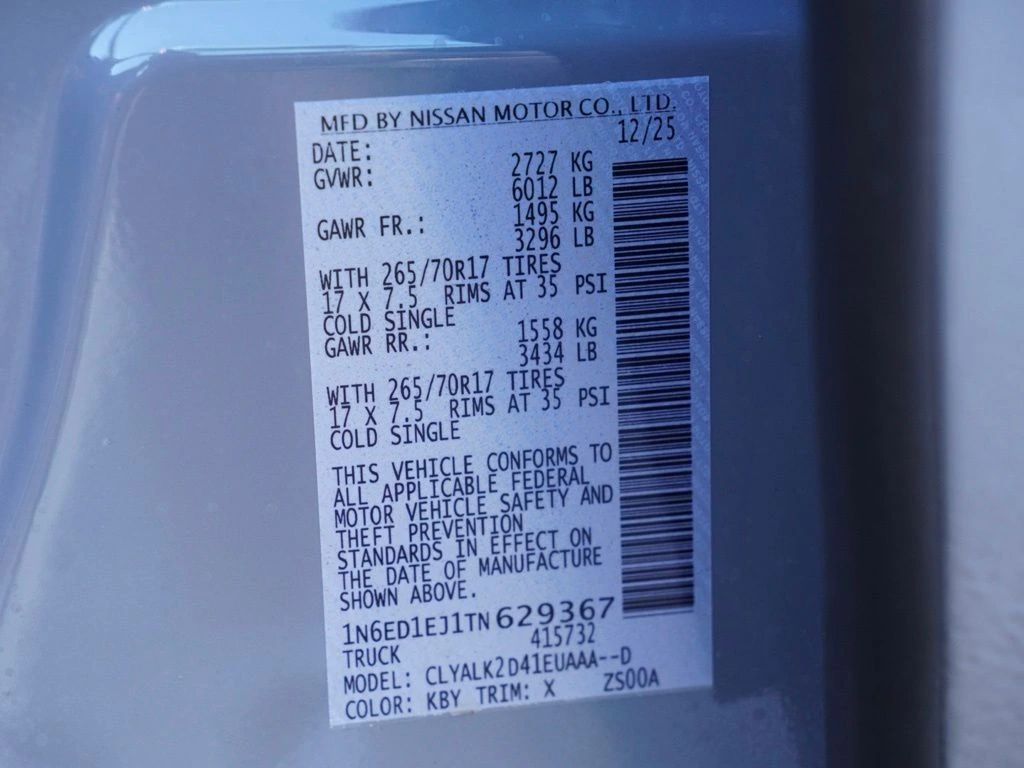 MFD BY NISSAN MOTOR CO., LTD.
DATE: 12/25
GVWR: 2727 KG
6012 LB
GAWR FR.: 1495 KG
3296 LB
WITH 265/70R17 TIRES
17 X 7.5 RIMS AT 35 PSI
COLD SINGLE
GAWR RR.: 1558 KG
3434 LB
WITH 265/70R17 TIRES
17 X 7.5 RIMS AT 35 PSI
COLD SINGLE
THIS VEHICLE CONFORMS TO
ALL APPLICABLE FEDERAL
MOTOR VEHICLE SAFETY AND
THEFT PREVENTION
STANDARDS IN EFFECT ON
THE DATE OF MANUFACTURE
SHOWN ABOVE.
1N6ED1EJ1TN629367
TRUCK 415732
MODEL: CLYALK2D41EUAAA--D
COLOR: KBY TRIM: X ZS00A